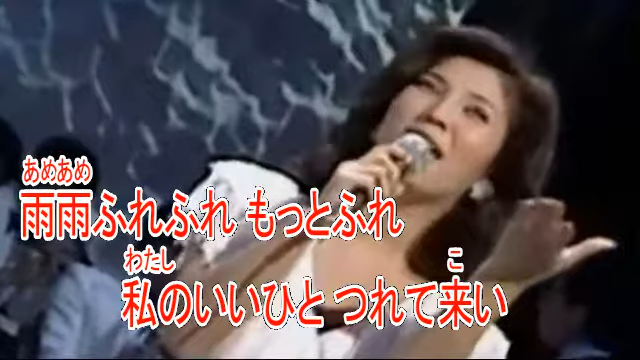 あめあめ
雨雨ふれふれ もっとふれ
わたし こ
私のいいひと つれて来い